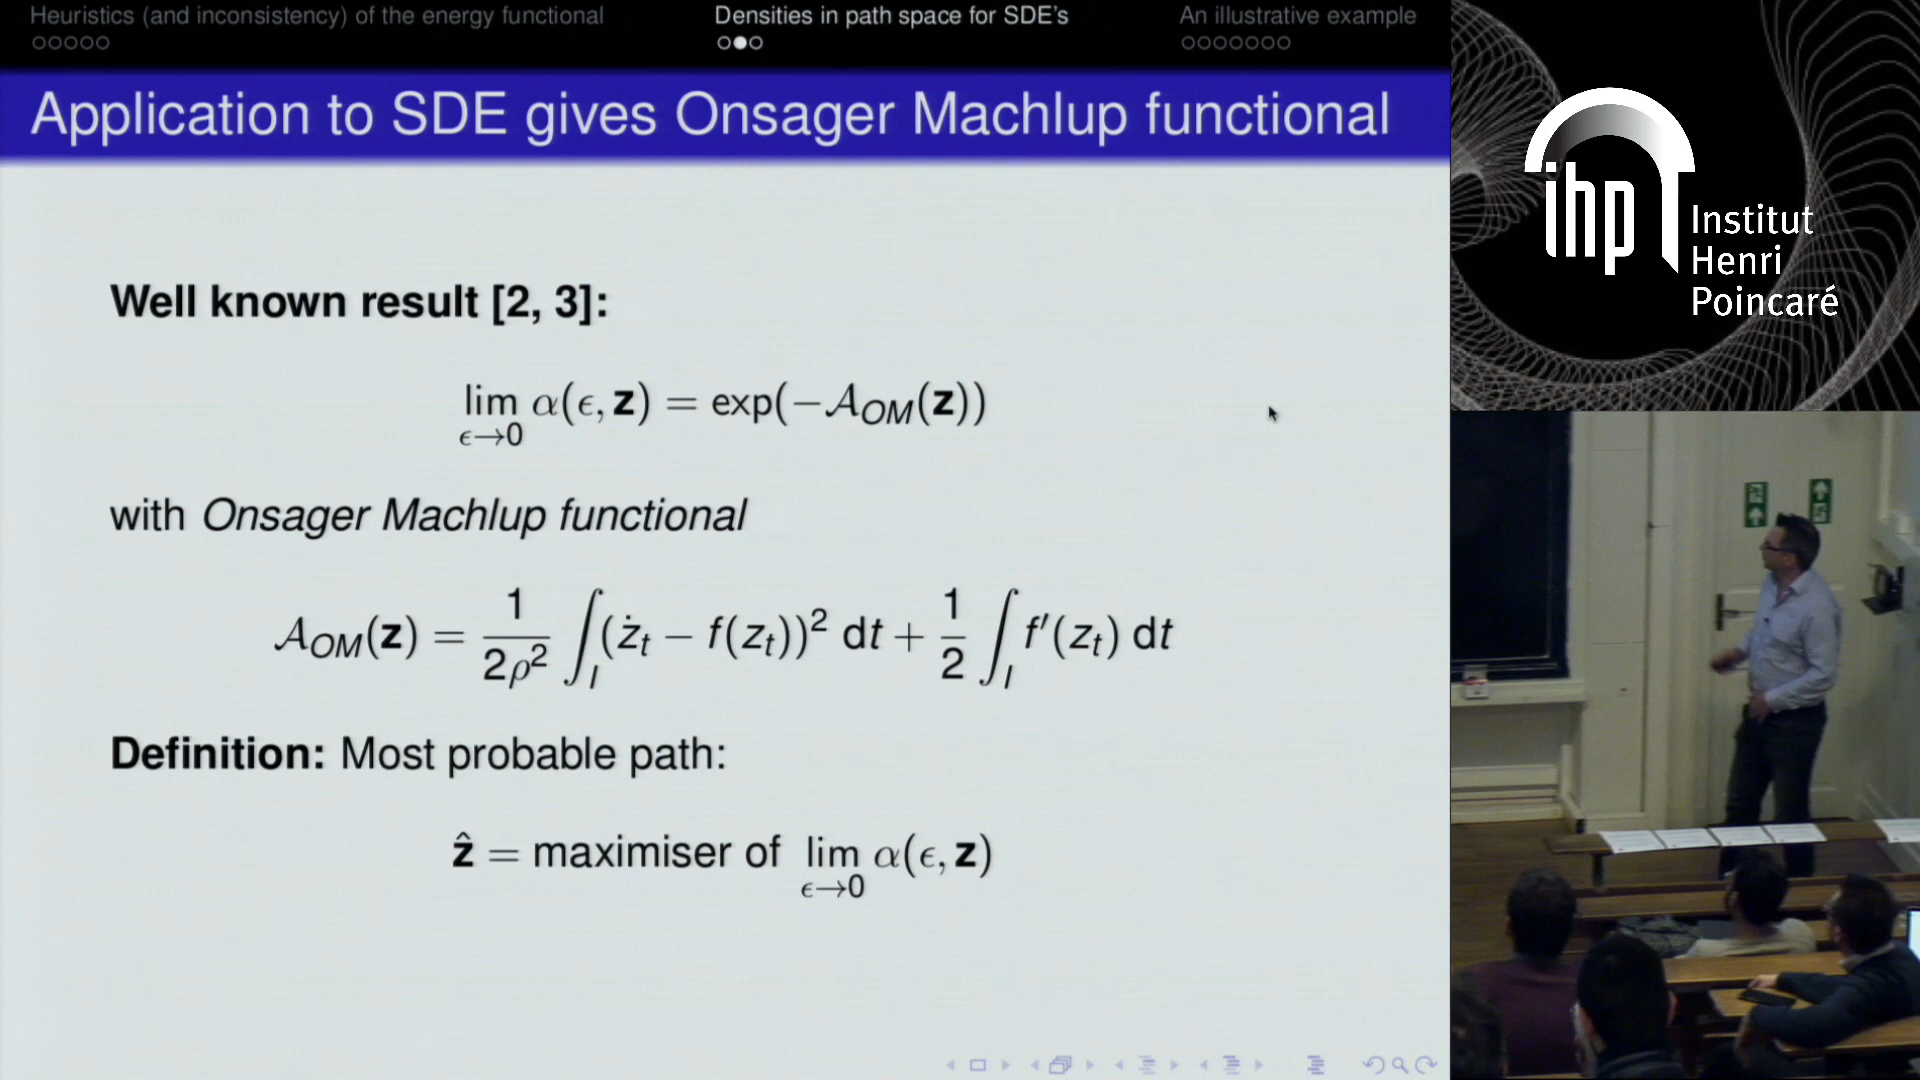 Heuristics (and inconsistency) of the energy functional
Densities in path space for SDE's
An illustrative example
Application to SDE gives Onsager Machlup functional
Well known result [2, 3]:
lim α(ϵ, z) = exp(−A_OM(z))
ϵ→0
with Onsager Machlup functional
A_OM(z) = 1/(2ρ²) ∫_I (ż_t − f(z_t))² dt + 1/2 ∫_I f′(z_t) dt
Definition: Most probable path:
ẑ = maximiser of lim α(ϵ, z)
ϵ→0
ihp
Institut
Henri
Poincaré